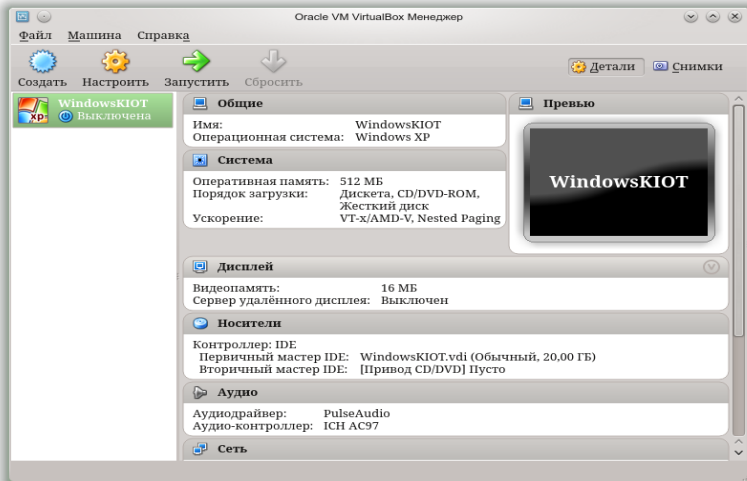 Oracle VM VirtualBox Менеджер
Файл Машина Справка
Создать Настроить Запустить Сбросить Детали Снимки
WindowsKIOT
Выключена
xp
Общие
Имя: WindowsKIOT
Операционная система: Windows XP
Система
Оперативная память: 512 МБ
Порядок загрузки: Дискета, CD/DVD-ROM,
Жесткий диск
Ускорение: VT-x/AMD-V, Nested Paging
Превью
WindowsKIOT
Дисплей
Видеопамять: 16 МБ
Сервер удалённого дисплея: Выключен
Носители
Контроллер: IDE
Первичный мастер IDE: WindowsKIOT.vdi (Обычный, 20,00 ГБ)
Вторичный мастер IDE: [Привод CD/DVD] Пусто
Аудио
Аудиодрайвер: PulseAudio
Аудио-контроллер: ICH AC97
Сеть